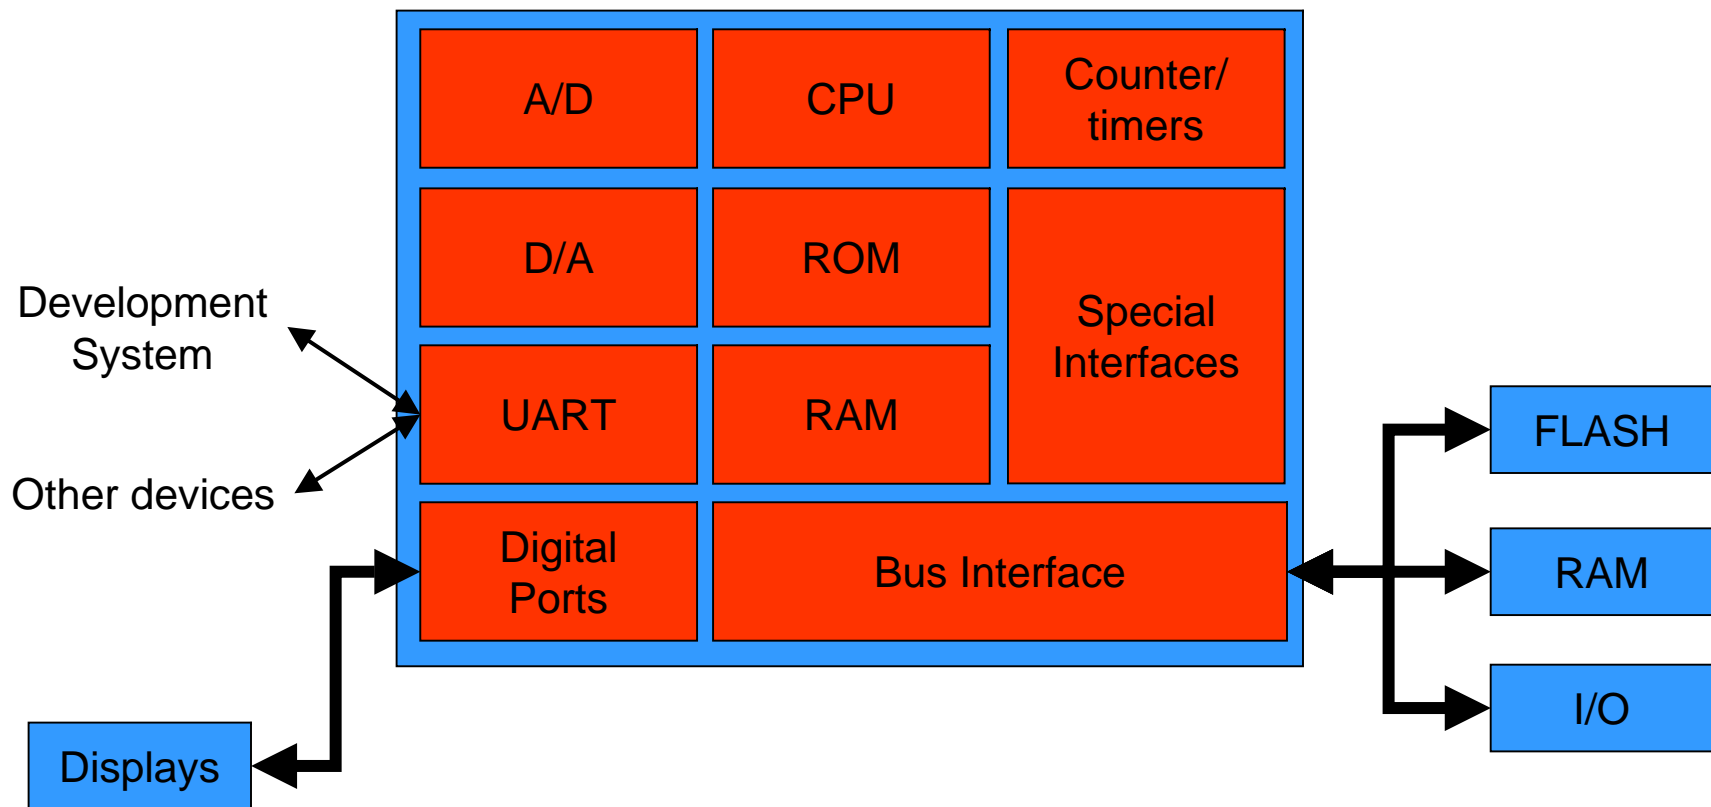 A/D
CPU
Counter/
timers
D/A
ROM
Special
Interfaces
Development
System
UART
RAM
Other devices
Digital
Ports
Bus Interface
FLASH
RAM
I/O
Displays